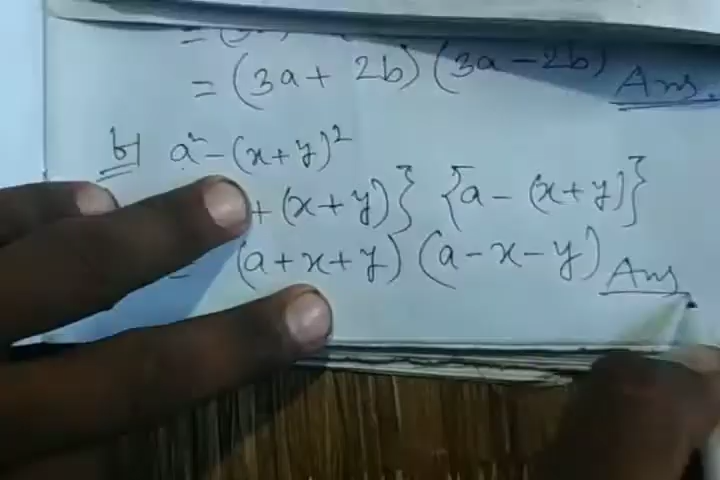 = (3a + 2b) (3a - 2b) Ans.
b) a² - (x + y)²
+ (x + y)} {a - (x + y)}
= (a + x + y) (a - x - y) Ans